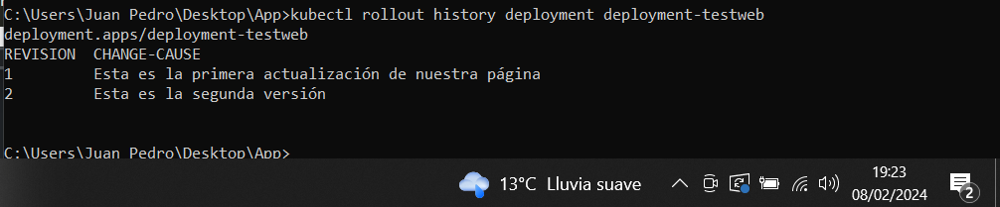 C:\Users\Juan Pedro\Desktop\App>kubectl rollout history deployment deployment-testweb
deployment.apps/deployment-testweb
REVISION  CHANGE-CAUSE
1         Esta es la primera actualización de nuestra página
2         Esta es la segunda versión
C:\Users\Juan Pedro\Desktop\App>
13°C Lluvia suave
19:23
08/02/2024
2